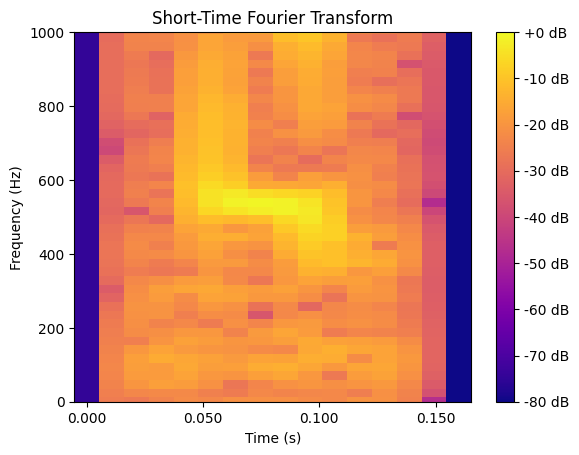 Short-Time Fourier Transform
Frequency (Hz)
1000
800
600
400
200
0
0.000
0.050
0.100
0.150
Time (s)
+0 dB
-10 dB
-20 dB
-30 dB
-40 dB
-50 dB
-60 dB
-70 dB
-80 dB